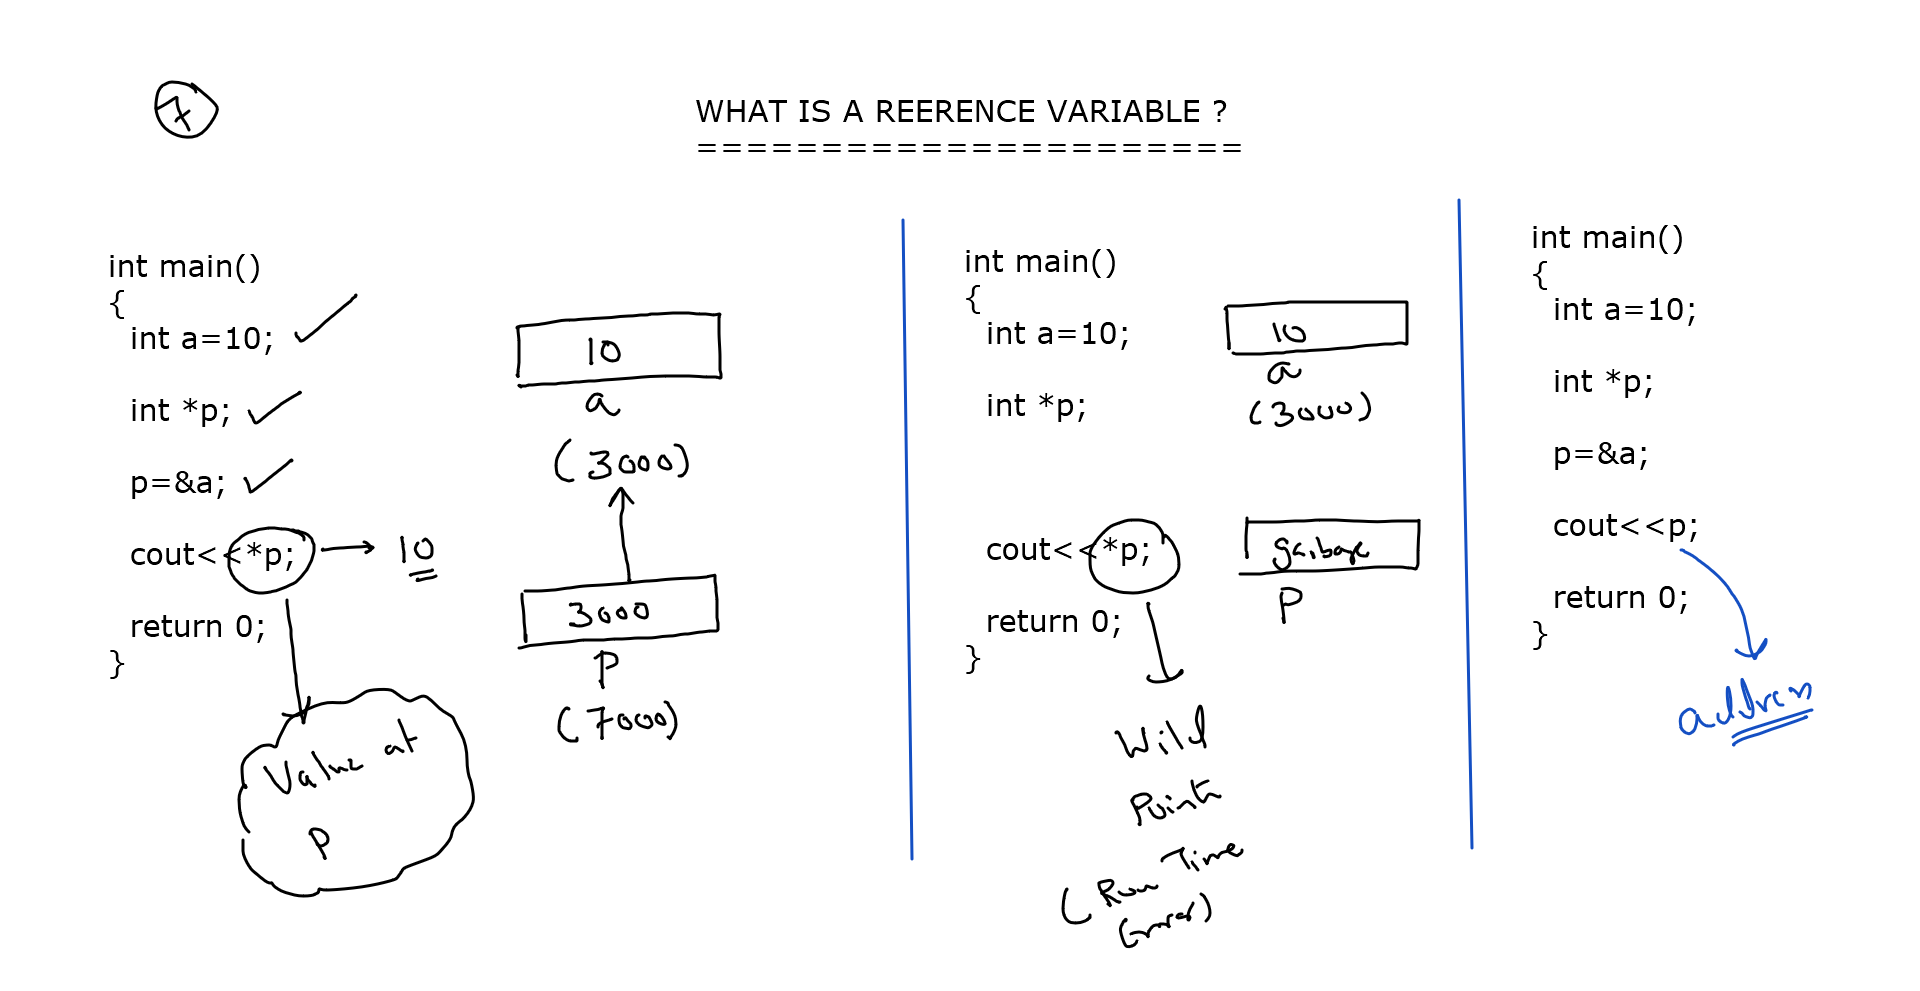 7
WHAT IS A REERENCE VARIABLE ?
======================
int main()
{
int a=10;
int *p;
p=&a;
cout<<*p;
return 0;
}
10
Value at
P
10
a
(3000)
3000
P
(7000)
int main()
{
int a=10;
int *p;
cout<<*p;
return 0;
}
10
a
(3000)
garbage
P
Wild
(Run Time
Error)
int main()
{
int a=10;
int *p;
p=&a;
cout<<p;
return 0;
}
address